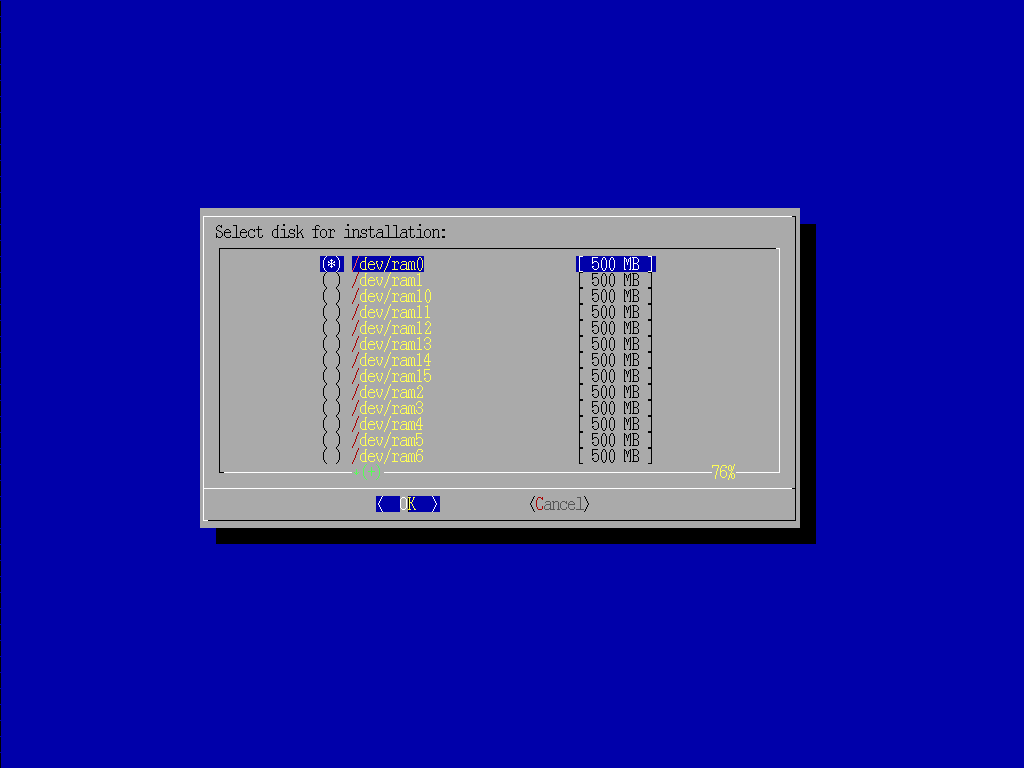 Select disk for installation:
(*) /dev/ram0 [ 500 MB ]
( ) /dev/ram1 [ 500 MB ]
( ) /dev/ram10 [ 500 MB ]
( ) /dev/ram11 [ 500 MB ]
( ) /dev/ram12 [ 500 MB ]
( ) /dev/ram13 [ 500 MB ]
( ) /dev/ram14 [ 500 MB ]
( ) /dev/ram15 [ 500 MB ]
( ) /dev/ram2 [ 500 MB ]
( ) /dev/ram3 [ 500 MB ]
( ) /dev/ram4 [ 500 MB ]
( ) /dev/ram5 [ 500 MB ]
( ) /dev/ram6 [ 500 MB ]
(+) 76%
< OK > <Cancel>